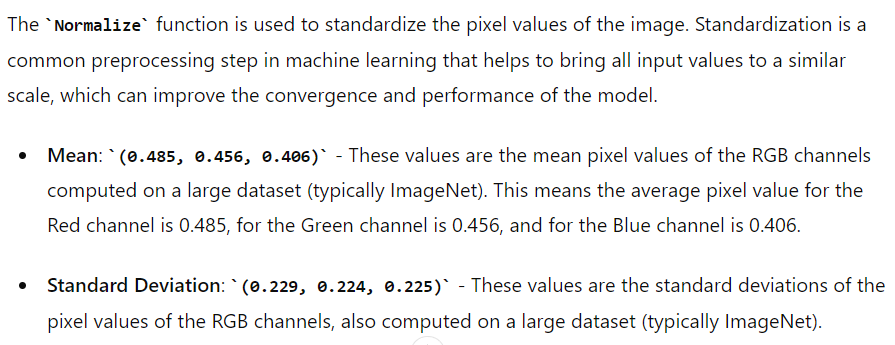 The `Normalize` function is used to standardize the pixel values of the image. Standardization is a
common preprocessing step in machine learning that helps to bring all input values to a similar
scale, which can improve the convergence and performance of the model.
• Mean: `(0.485, 0.456, 0.406)` - These values are the mean pixel values of the RGB channels
computed on a large dataset (typically ImageNet). This means the average pixel value for the
Red channel is 0.485, for the Green channel is 0.456, and for the Blue channel is 0.406.
• Standard Deviation: `(0.229, 0.224, 0.225)` - These values are the standard deviations of the
pixel values of the RGB channels, also computed on a large dataset (typically ImageNet).